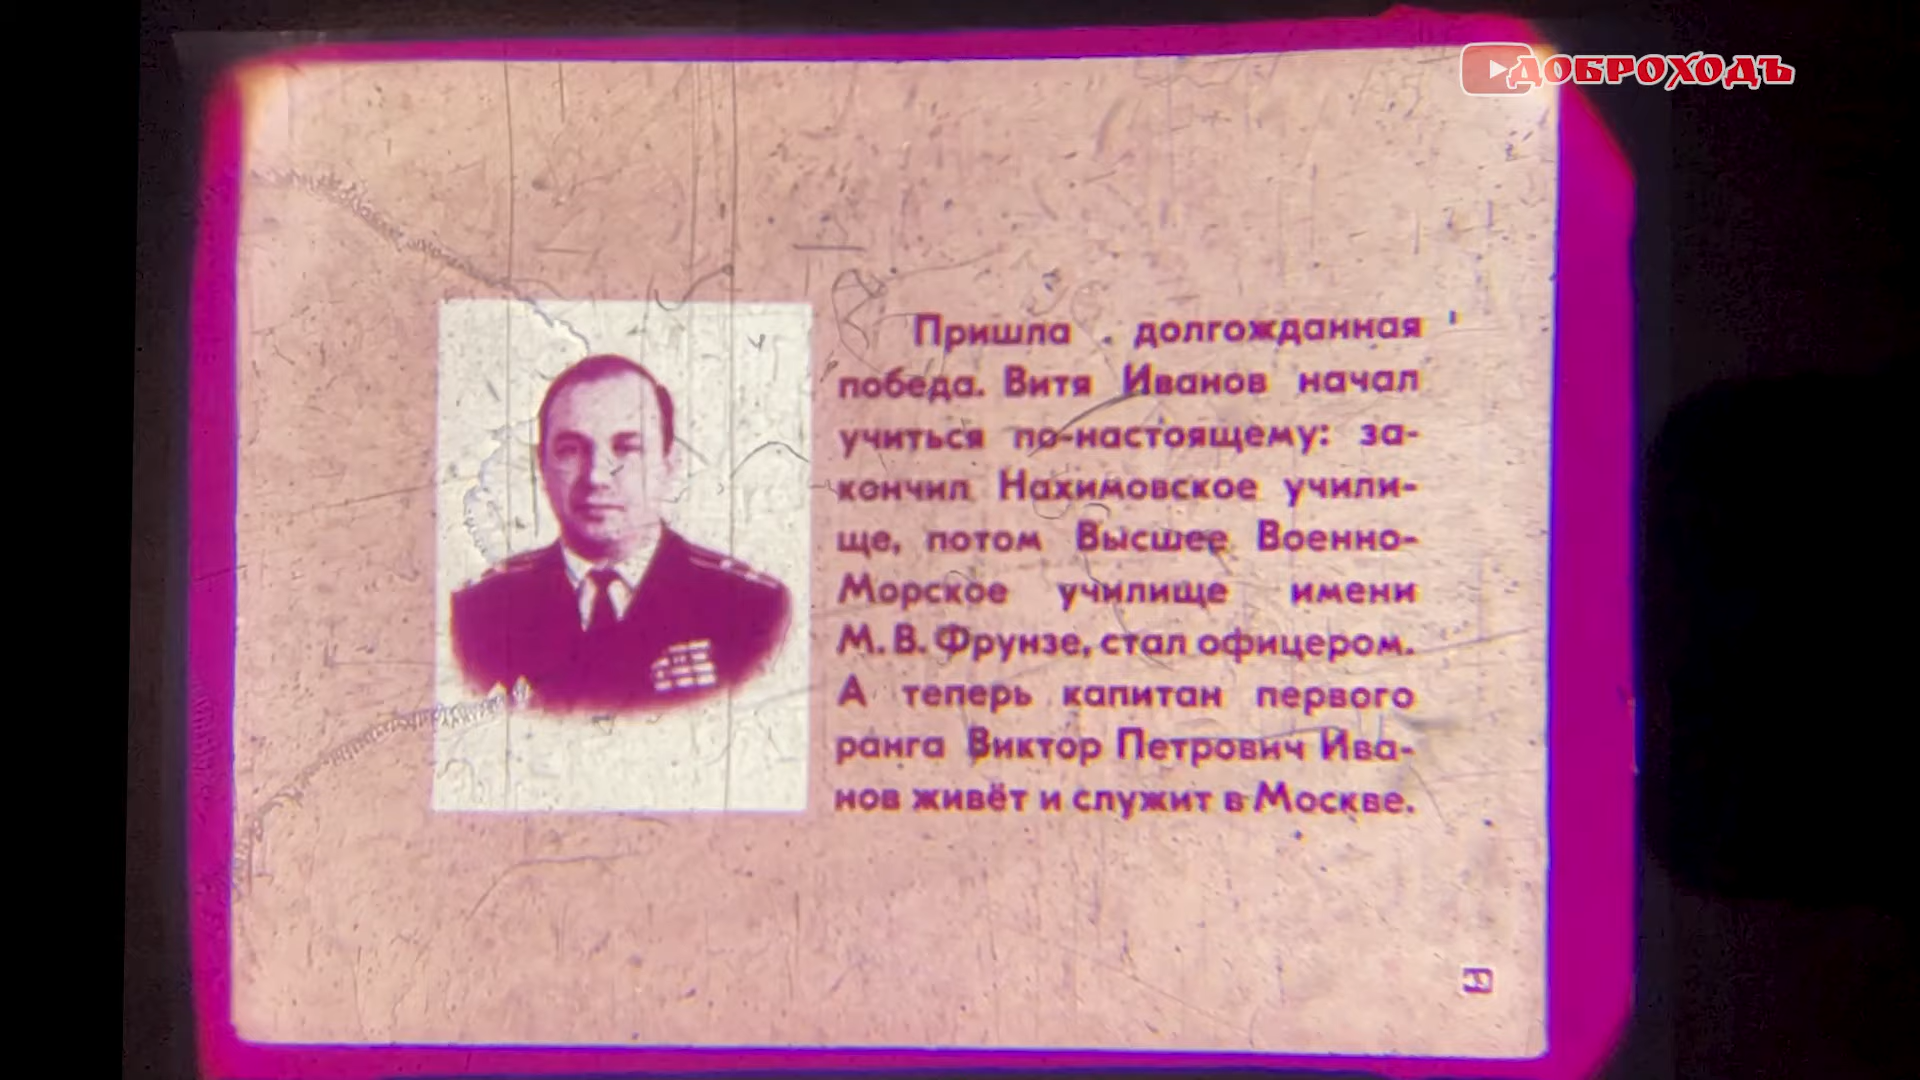 ДОБРОХОДЪ
Пришла долгожданная
победа. Витя Иванов начал
учиться по-настоящему: за-
кончил Нахимовское учили-
ще, потом Высшее Военно-
Морское училище имени
М. В. Фрунзе, стал офицером.
А теперь капитан первого
ранга Виктор Петрович Ива-
нов живёт и служит в Москве.